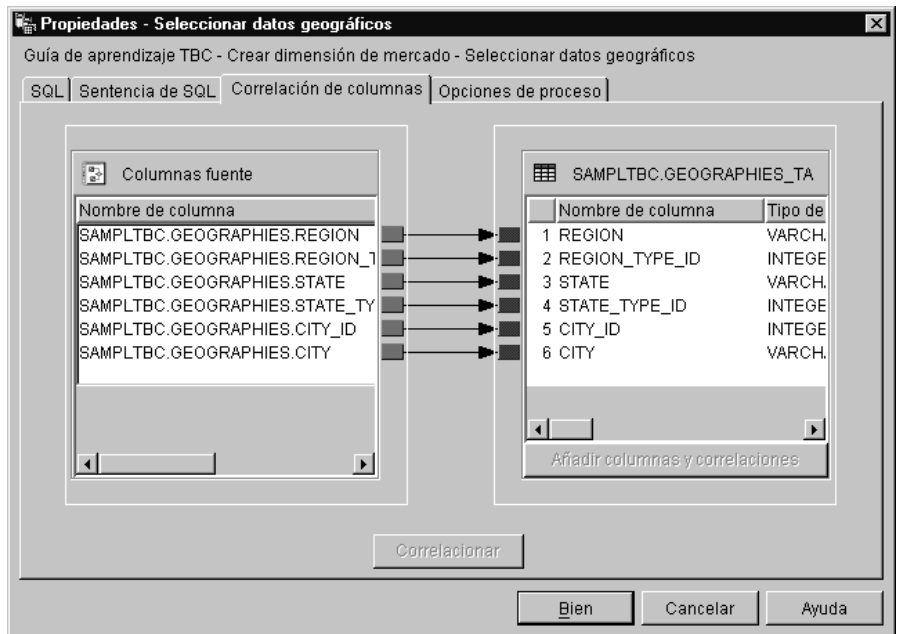 Propiedades - Seleccionar datos geográficos
Guía de aprendizaje TBC - Crear dimensión de mercado - Seleccionar datos geográficos
SQL Sentencia de SQL Correlación de columnas Opciones de proceso
Columnas fuente
Nombre de columna
SAMPLTBC.GEOGRAPHIES.REGION
SAMPLTBC.GEOGRAPHIES.REGION_T
SAMPLTBC.GEOGRAPHIES.STATE
SAMPLTBC.GEOGRAPHIES.STATE_TY
SAMPLTBC.GEOGRAPHIES.CITY_ID
SAMPLTBC.GEOGRAPHIES.CITY
SAMPLTBC.GEOGRAPHIES_TA
Nombre de columna Tipo de
1 REGION VARCH
2 REGION_TYPE_ID INTEGE
3 STATE VARCH
4 STATE_TYPE_ID INTEGE
5 CITY_ID INTEGE
6 CITY VARCH
Añadir columnas y correlaciones
Correlacionar
Bien Cancelar Ayuda